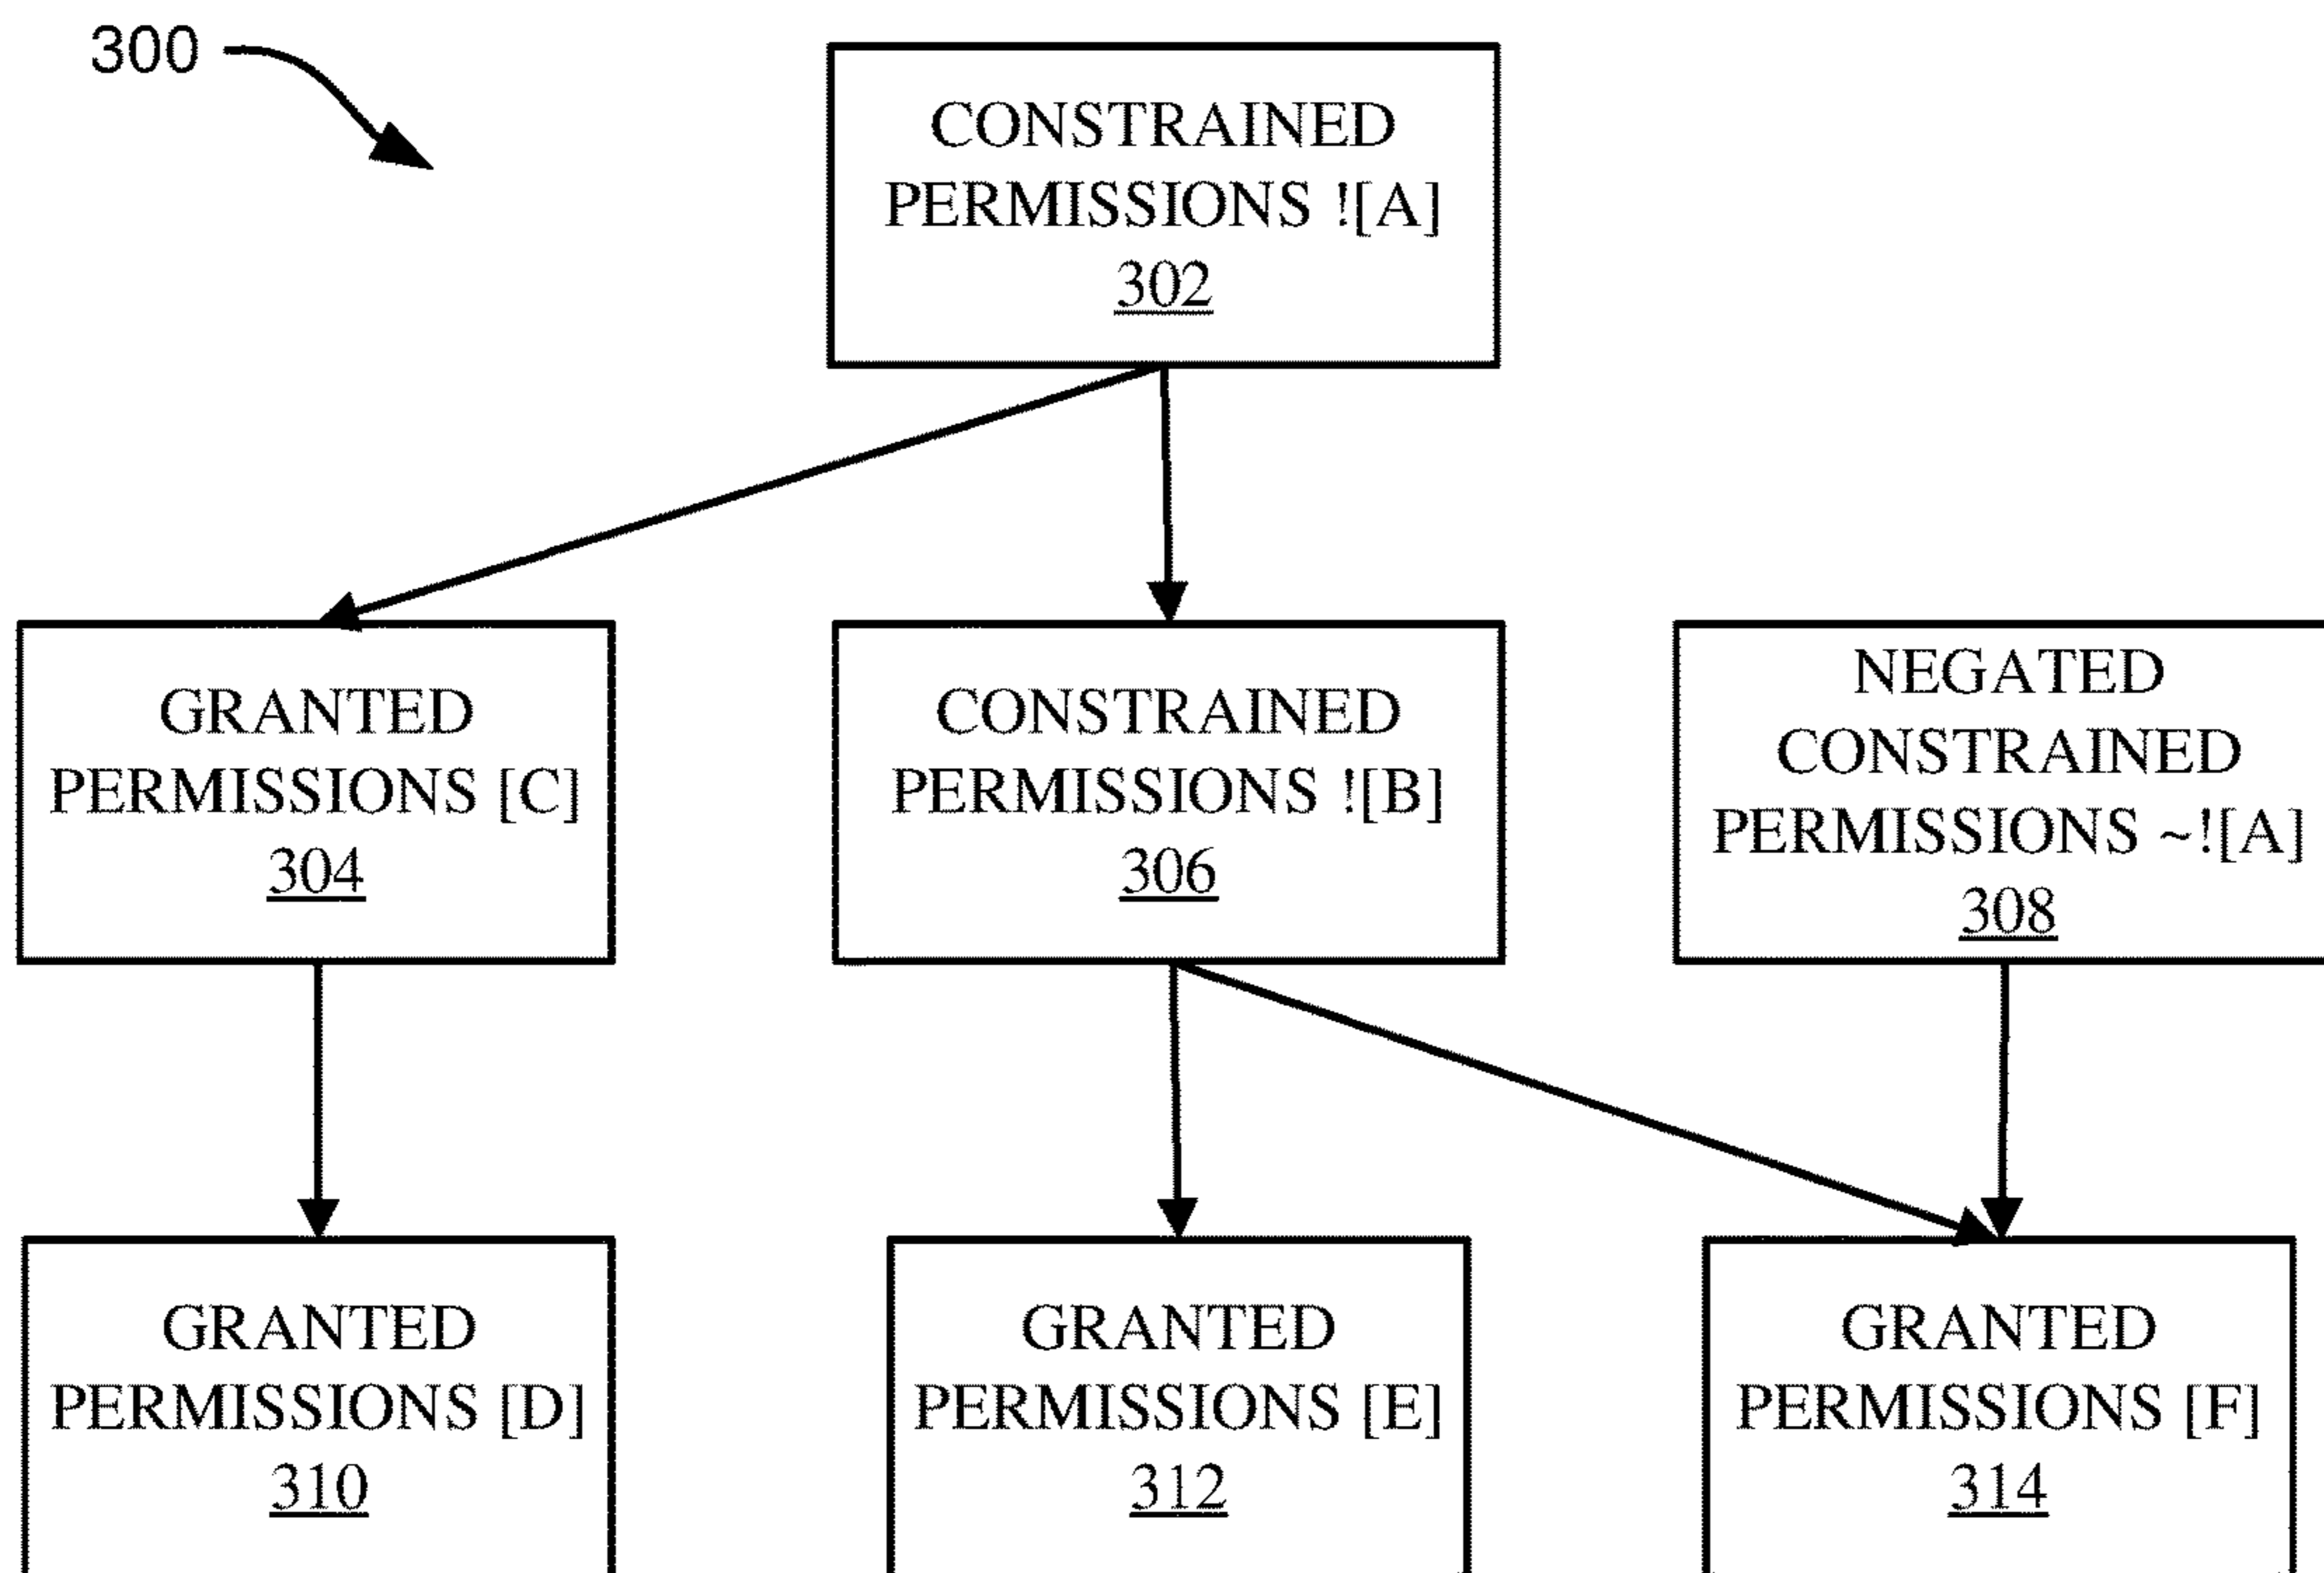 300
CONSTRAINED
PERMISSIONS ![A]
302
GRANTED
PERMISSIONS [C]
304
CONSTRAINED
PERMISSIONS ![B]
306
NEGATED
CONSTRAINED
PERMISSIONS ~![A]
308
GRANTED
PERMISSIONS [D]
310
GRANTED
PERMISSIONS [E]
312
GRANTED
PERMISSIONS [F]
314